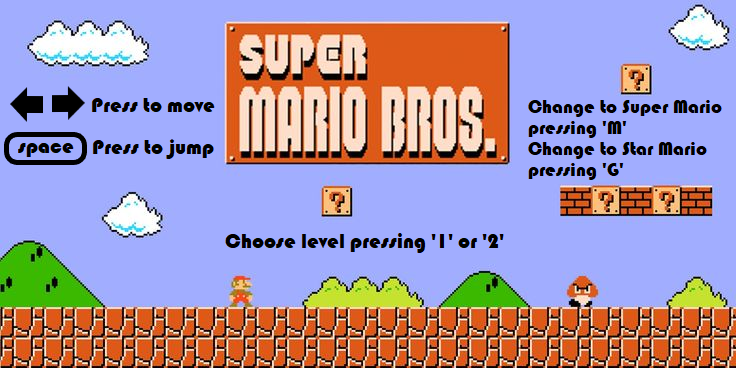 SUPER
MARIO BROS.
Press to move
space Press to jump
?
Change to Super Mario
pressing 'M'
Change to Star Mario
pressing 'G'
? ?
?
Choose level pressing '1' or '2'